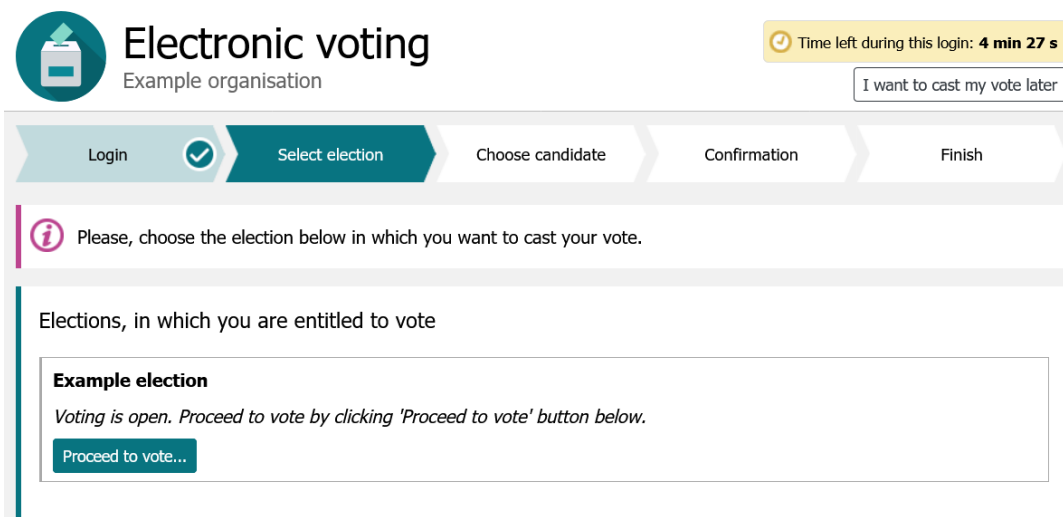 Electronic voting
Example organisation
Time left during this login: 4 min 27 s
I want to cast my vote later
Login
Select election
Choose candidate
Confirmation
Finish
Please, choose the election below in which you want to cast your vote.
Elections, in which you are entitled to vote
Example election
Voting is open. Proceed to vote by clicking 'Proceed to vote' button below.
Proceed to vote...